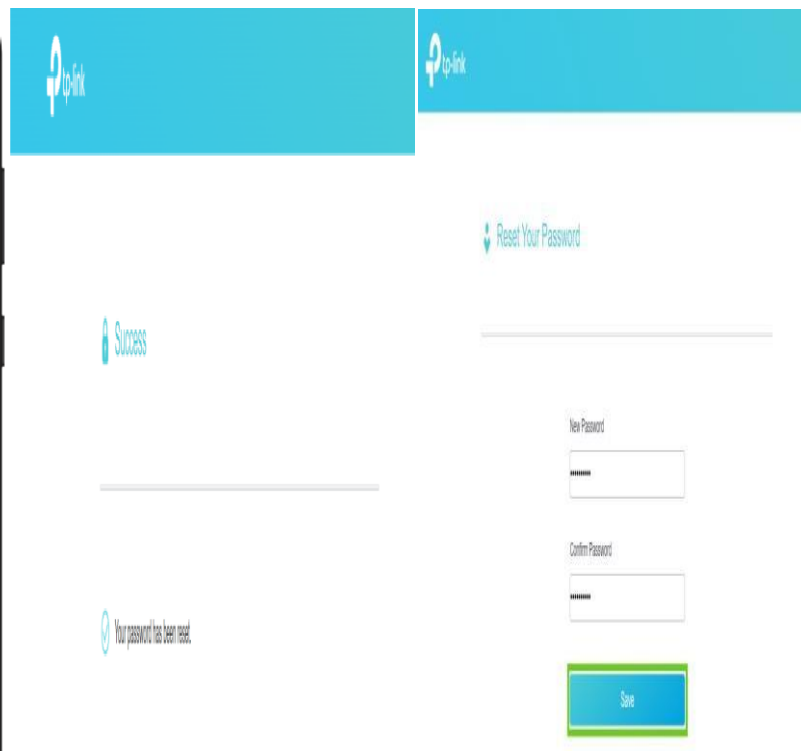 tp-link
Success
Your password has been reset.
tp-link
Reset Your Password
New Password
Confirm Password
Save